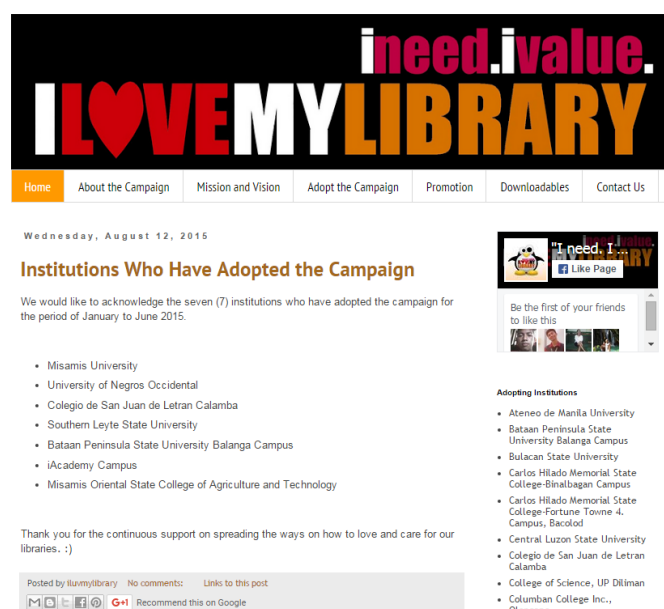 ineed.ivalue.
ILOVEMYLIBRARY
Home About the Campaign Mission and Vision Adopt the Campaign Promotion Downloadables Contact Us
Wednesday, August 12, 2015
Institutions Who Have Adopted the Campaign
We would like to acknowledge the seven (7) institutions who have adopted the campaign for
the period of January to June 2015.
Misamis University
University of Negros Occidental
Colegio de San Juan de Letran Calamba
Southern Leyte State University
Bataan Peninsula State University Balanga Campus
iAcademy Campus
Misamis Oriental State College of Agriculture and Technology
Thank you for the continuous support on spreading the ways on how to love and care for our
libraries. :)
Posted by iluvmylibrary No comments: Links to this post
G+1 Recommend this on Google
"I need. I ...
Like Page
Be the first of your friends
to like this
Adopting Institutions
Ateneo de Manila University
Bataan Peninsula State
University Balanga Campus
Bulacan State University
Carlos Hilado Memorial State
College-Binalbagan Campus
Carlos Hilado Memorial State
College-Fortune Towne 4.
Campus, Bacolod
Central Luzon State University
Colegio de San Juan de Letran
Calamba
College of Science, UP Diliman
Columban College Inc.,